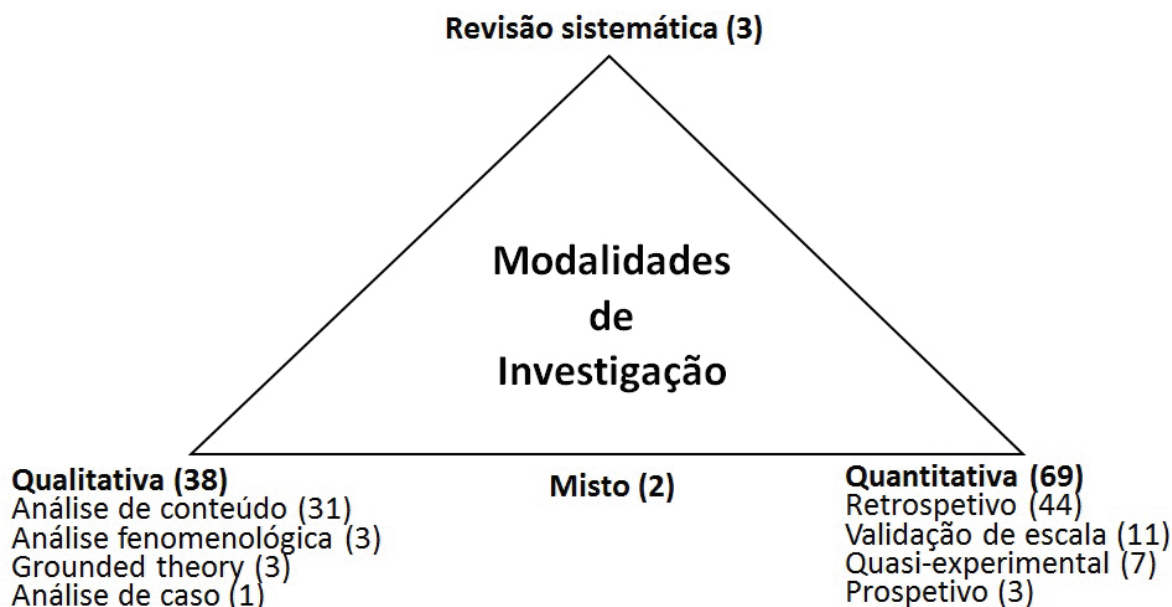 Revisão sistemática (3)
Modalidades
de
Investigação
Qualitativa (38)
Análise de conteúdo (31)
Análise fenomenológica (3)
Grounded theory (3)
Análise de caso (1)
Misto (2)
Quantitativa (69)
Retrospetivo (44)
Validação de escala (11)
Quasi-experimental (7)
Prospetivo (3)